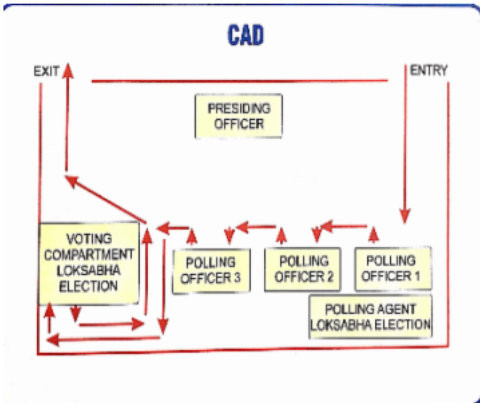 CAD
EXIT
ENTRY
PRESIDING
OFFICER
VOTING
COMPARTMENT
LOKSABHA
ELECTION
POLLING
OFFICER 3
POLLING
OFFICER 2
POLLING
OFFICER 1
POLLING AGENT
LOKSABHA ELECTION